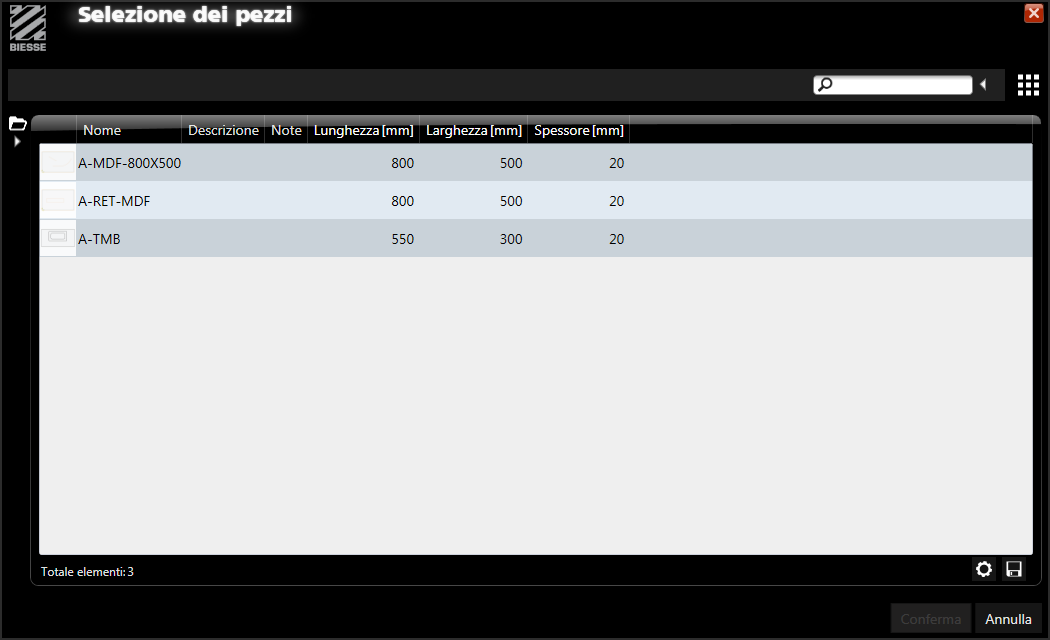 Selezione dei pezzi
BIESSE
Nome Descrizione Note Lunghezza [mm] Larghezza [mm] Spessore [mm]
A-MDF-800X500 800 500 20
A-RET-MDF 800 500 20
A-TMB 550 300 20
Totale elementi: 3
Conferma Annulla